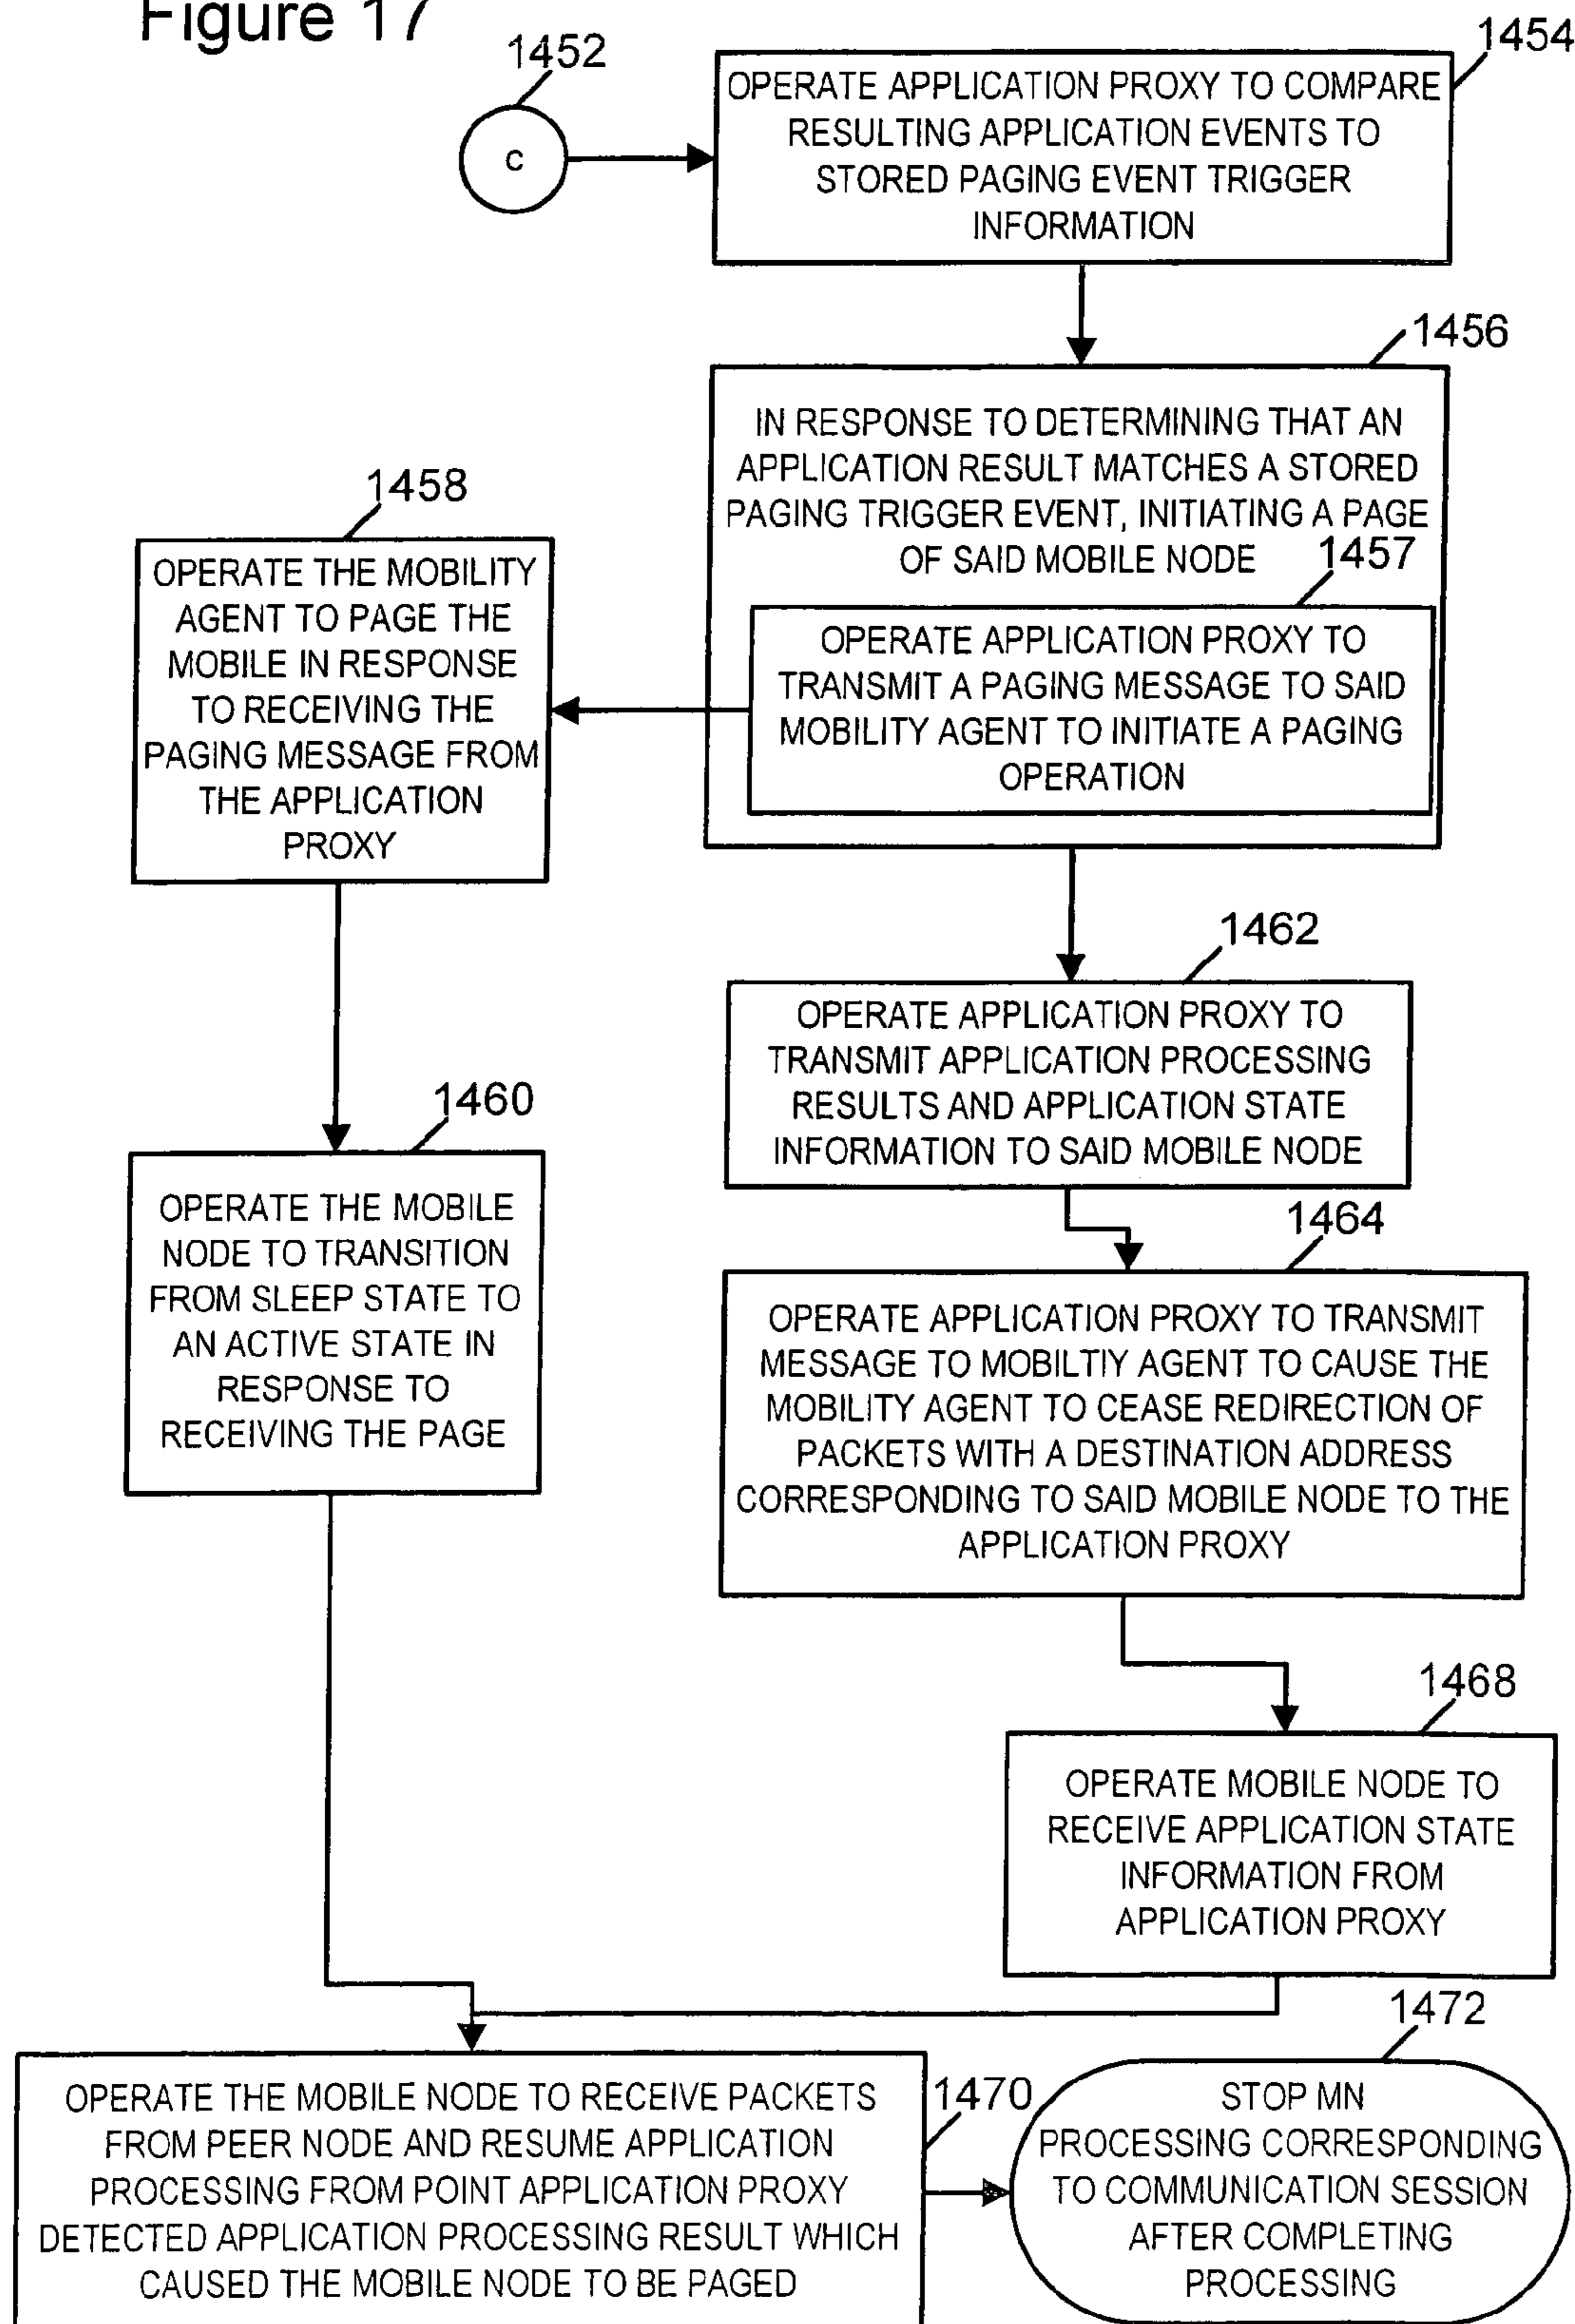 Figure 17
1452
C
1454
OPERATE APPLICATION PROXY TO COMPARE
RESULTING APPLICATION EVENTS TO
STORED PAGING EVENT TRIGGER
INFORMATION
1456
IN RESPONSE TO DETERMINING THAT AN
APPLICATION RESULT MATCHES A STORED
PAGING TRIGGER EVENT, INITIATING A PAGE
OF SAID MOBILE NODE
1457
OPERATE APPLICATION PROXY TO
TRANSMIT A PAGING MESSAGE TO SAID
MOBILITY AGENT TO INITIATE A PAGING
OPERATION
1458
OPERATE THE MOBILITY
AGENT TO PAGE THE
MOBILE IN RESPONSE
TO RECEIVING THE
PAGING MESSAGE FROM
THE APPLICATION
PROXY
1460
OPERATE THE MOBILE
NODE TO TRANSITION
FROM SLEEP STATE TO
AN ACTIVE STATE IN
RESPONSE TO
RECEIVING THE PAGE
1462
OPERATE APPLICATION PROXY TO
TRANSMIT APPLICATION PROCESSING
RESULTS AND APPLICATION STATE
INFORMATION TO SAID MOBILE NODE
1464
OPERATE APPLICATION PROXY TO TRANSMIT
MESSAGE TO MOBILTIY AGENT TO CAUSE THE
MOBILITY AGENT TO CEASE REDIRECTION OF
PACKETS WITH A DESTINATION ADDRESS
CORRESPONDING TO SAID MOBILE NODE TO THE
APPLICATION PROXY
1468
OPERATE MOBILE NODE TO
RECEIVE APPLICATION STATE
INFORMATION FROM
APPLICATION PROXY
1470
OPERATE THE MOBILE NODE TO RECEIVE PACKETS
FROM PEER NODE AND RESUME APPLICATION
PROCESSING FROM POINT APPLICATION PROXY
DETECTED APPLICATION PROCESSING RESULT WHICH
CAUSED THE MOBILE NODE TO BE PAGED
1472
STOP MN
PROCESSING CORRESPONDING
TO COMMUNICATION SESSION
AFTER COMPLETING
PROCESSING